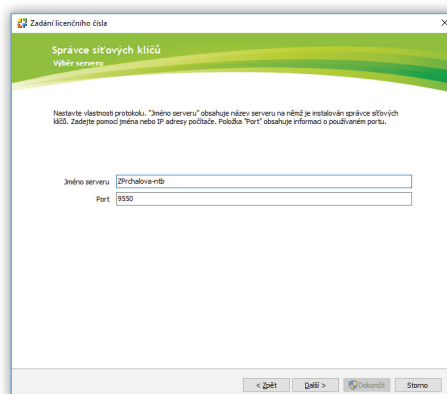 Zadání licenčního čísla
Správce síťových klíčů
Výběr serveru
Nastavte vlastnosti protokolu. "Jméno serveru" obsahuje název serveru na němž je instalován správce síťových
klíčů. Zadejte pomocí jména nebo IP adresy počítače. Položka "Port" obsahuje informaci o používaném portu.
Jméno serveru ZPrchalova-ntb
Port 9550
< Zpět Další > Dokončit Storno